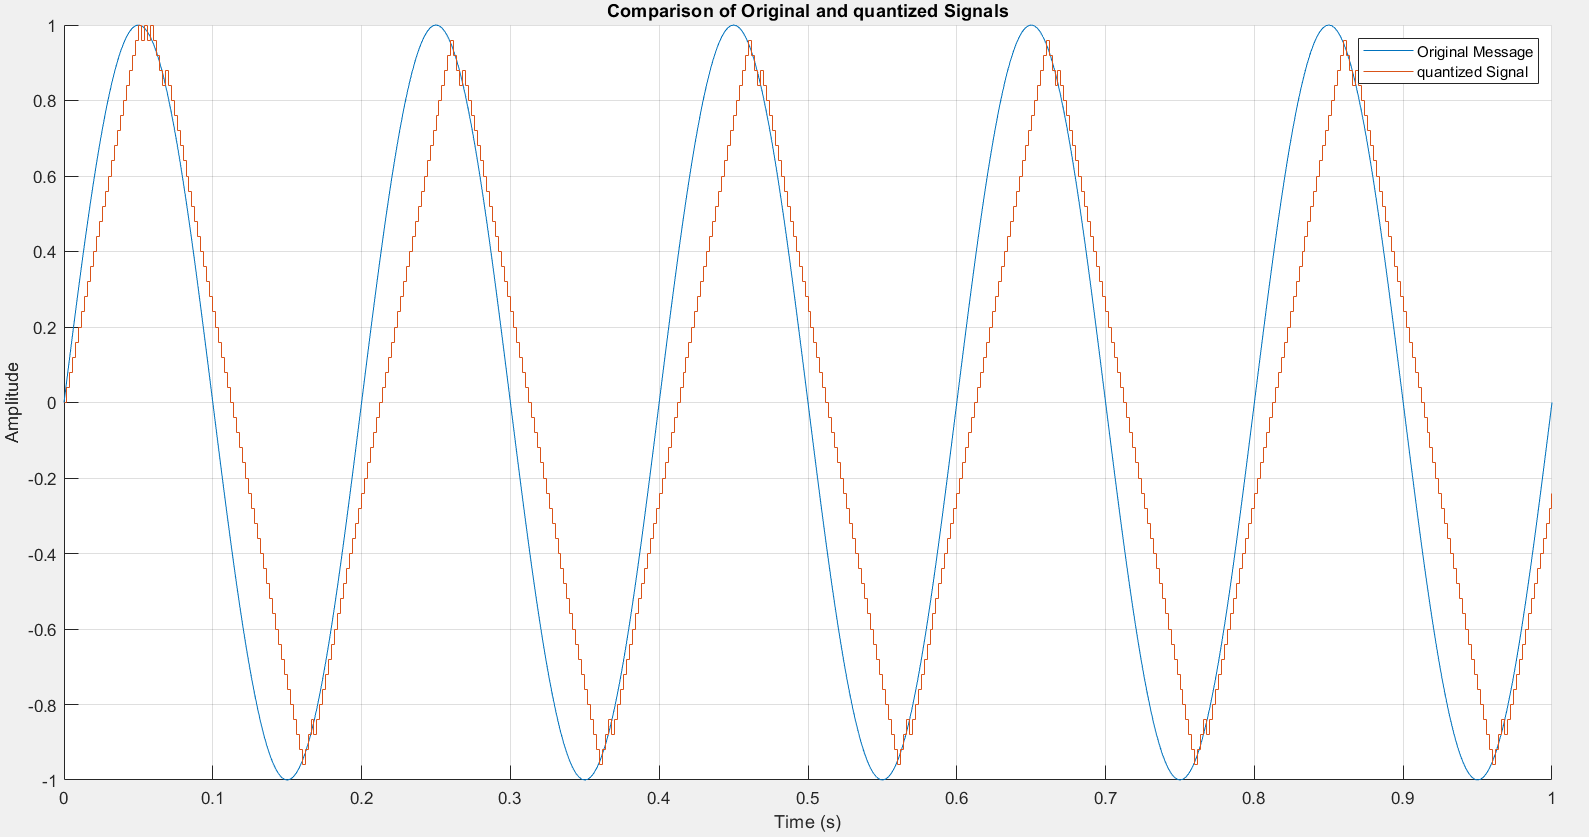 Comparison of Original and quantized Signals
Original Message
quantized Signal
1
0.8
0.6
0.4
0.2
0
-0.2
-0.4
-0.6
-0.8
-1
Amplitude
0 0.1 0.2 0.3 0.4 0.5 0.6 0.7 0.8 0.9 1
Time (s)